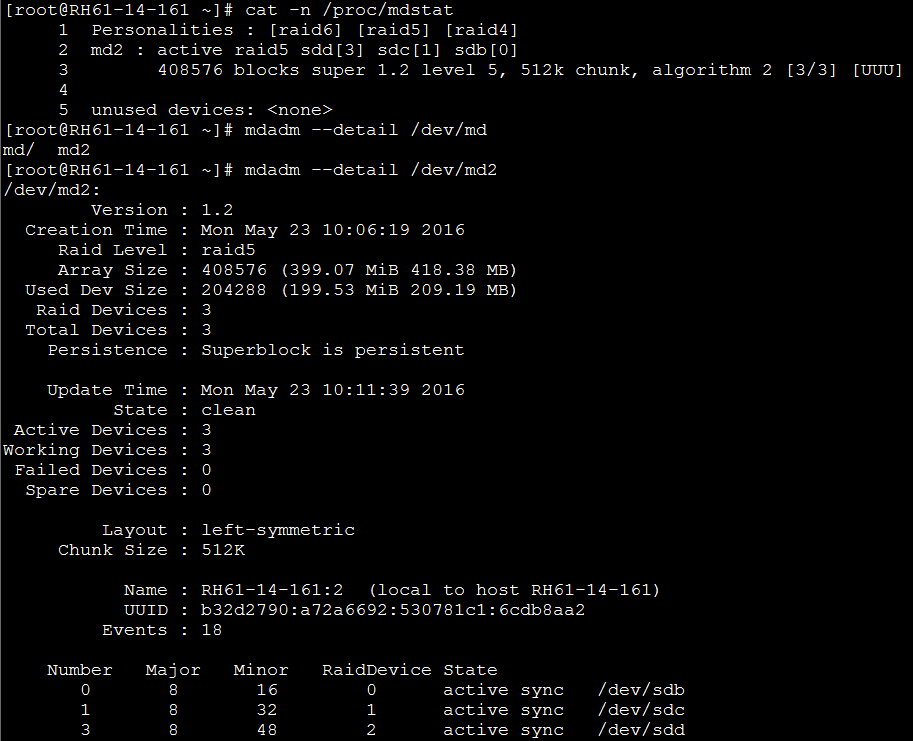 [root@RH61-14-161 ~]# cat -n /proc/mdstat
     1  Personalities : [raid6] [raid5] [raid4]
     2  md2 : active raid5 sdd[3] sdc[1] sdb[0]
     3        408576 blocks super 1.2 level 5, 512k chunk, algorithm 2 [3/3] [UUU]
     4
     5  unused devices: <none>
[root@RH61-14-161 ~]# mdadm --detail /dev/md
md/  md2
[root@RH61-14-161 ~]# mdadm --detail /dev/md2
/dev/md2:
        Version : 1.2
  Creation Time : Mon May 23 10:06:19 2016
     Raid Level : raid5
     Array Size : 408576 (399.07 MiB 418.38 MB)
  Used Dev Size : 204288 (199.53 MiB 209.19 MB)
   Raid Devices : 3
  Total Devices : 3
    Persistence : Superblock is persistent

    Update Time : Mon May 23 10:11:39 2016
          State : clean
 Active Devices : 3
Working Devices : 3
 Failed Devices : 0
  Spare Devices : 0

         Layout : left-symmetric
     Chunk Size : 512K

           Name : RH61-14-161:2  (local to host RH61-14-161)
           UUID : b32d2790:a72a6692:530781c1:6cdb8aa2
         Events : 18

    Number   Major   Minor   RaidDevice State
       0       8       16        0      active sync   /dev/sdb
       1       8       32        1      active sync   /dev/sdc
       3       8       48        2      active sync   /dev/sdd